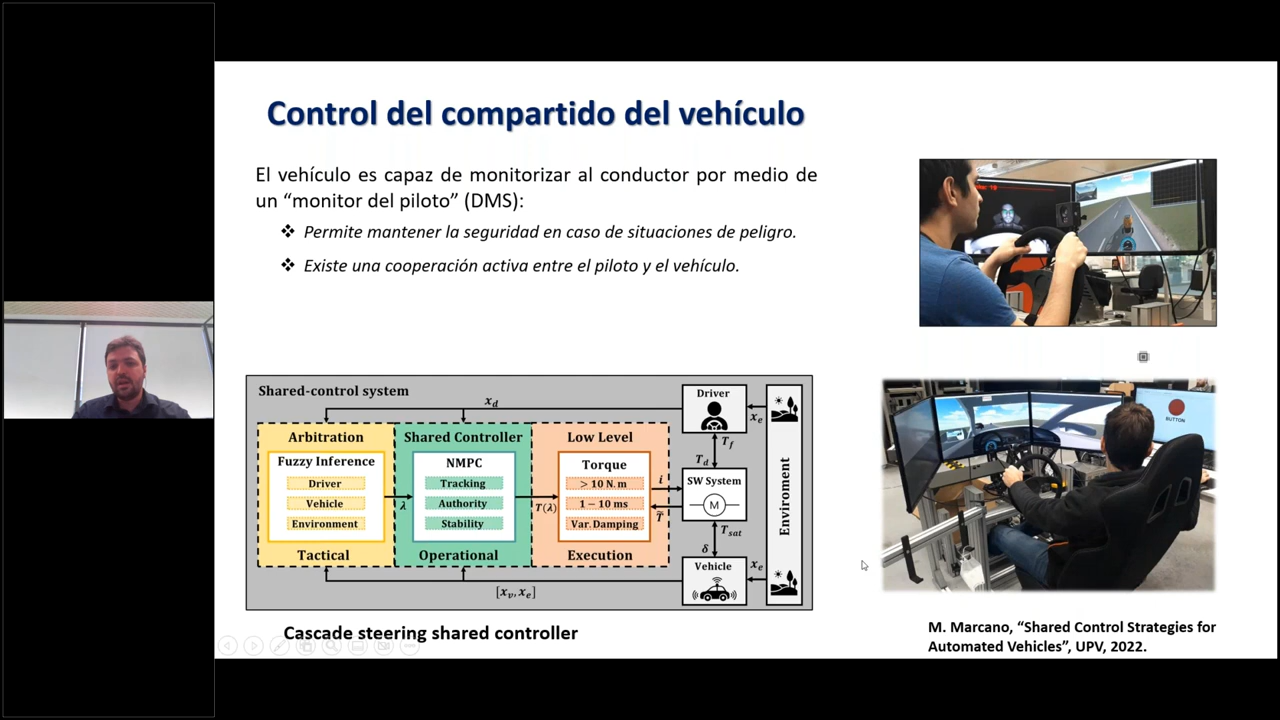 Control del compartido del vehículo
El vehículo es capaz de monitorizar al conductor por medio de
un “monitor del piloto” (DMS):
❖ Permite mantener la seguridad en caso de situaciones de peligro.
❖ Existe una cooperación activa entre el piloto y el vehículo.
Shared-control system
x_d
Arbitration
Fuzzy Inference
Driver
Vehicle
Environment
Tactical
λ
Shared Controller
NMPC
Tracking
Authority
Stability
Operational
T(λ)
Low Level
Torque
> 10 N.m
1 − 10 ms
Var. Damping
Execution
i
T̃
Driver
T_f
T_d
SW System
M
T_sat
δ
Vehicle
x_e
x_e
Enviroment
[x_v, x_e]
Cascade steering shared controller
BUTTON
M. Marcano, “Shared Control Strategies for
Automated Vehicles”, UPV, 2022.